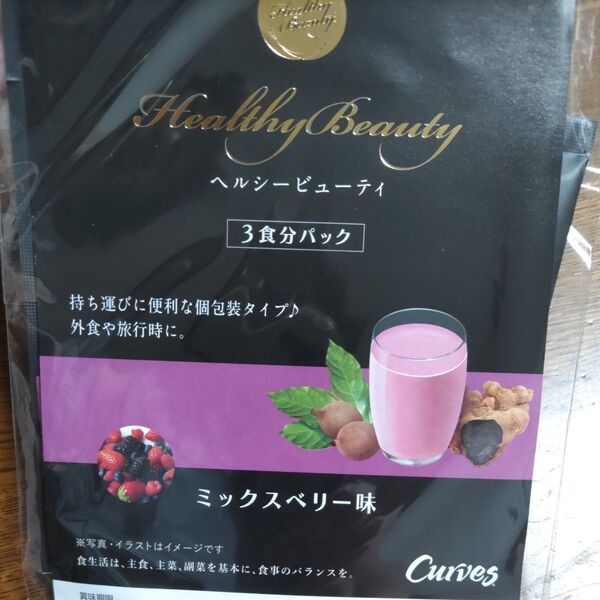 Healthy
Beauty
Healthy Beauty
ヘルシービューティ
3食分パック
持ち運びに便利な個包装タイプ♪
外食や旅行時に。
ミックスベリー味
※写真・イラストはイメージです
食生活は、主食、主菜、副菜を基本に、食事のバランスを。
Curves
賞味期限